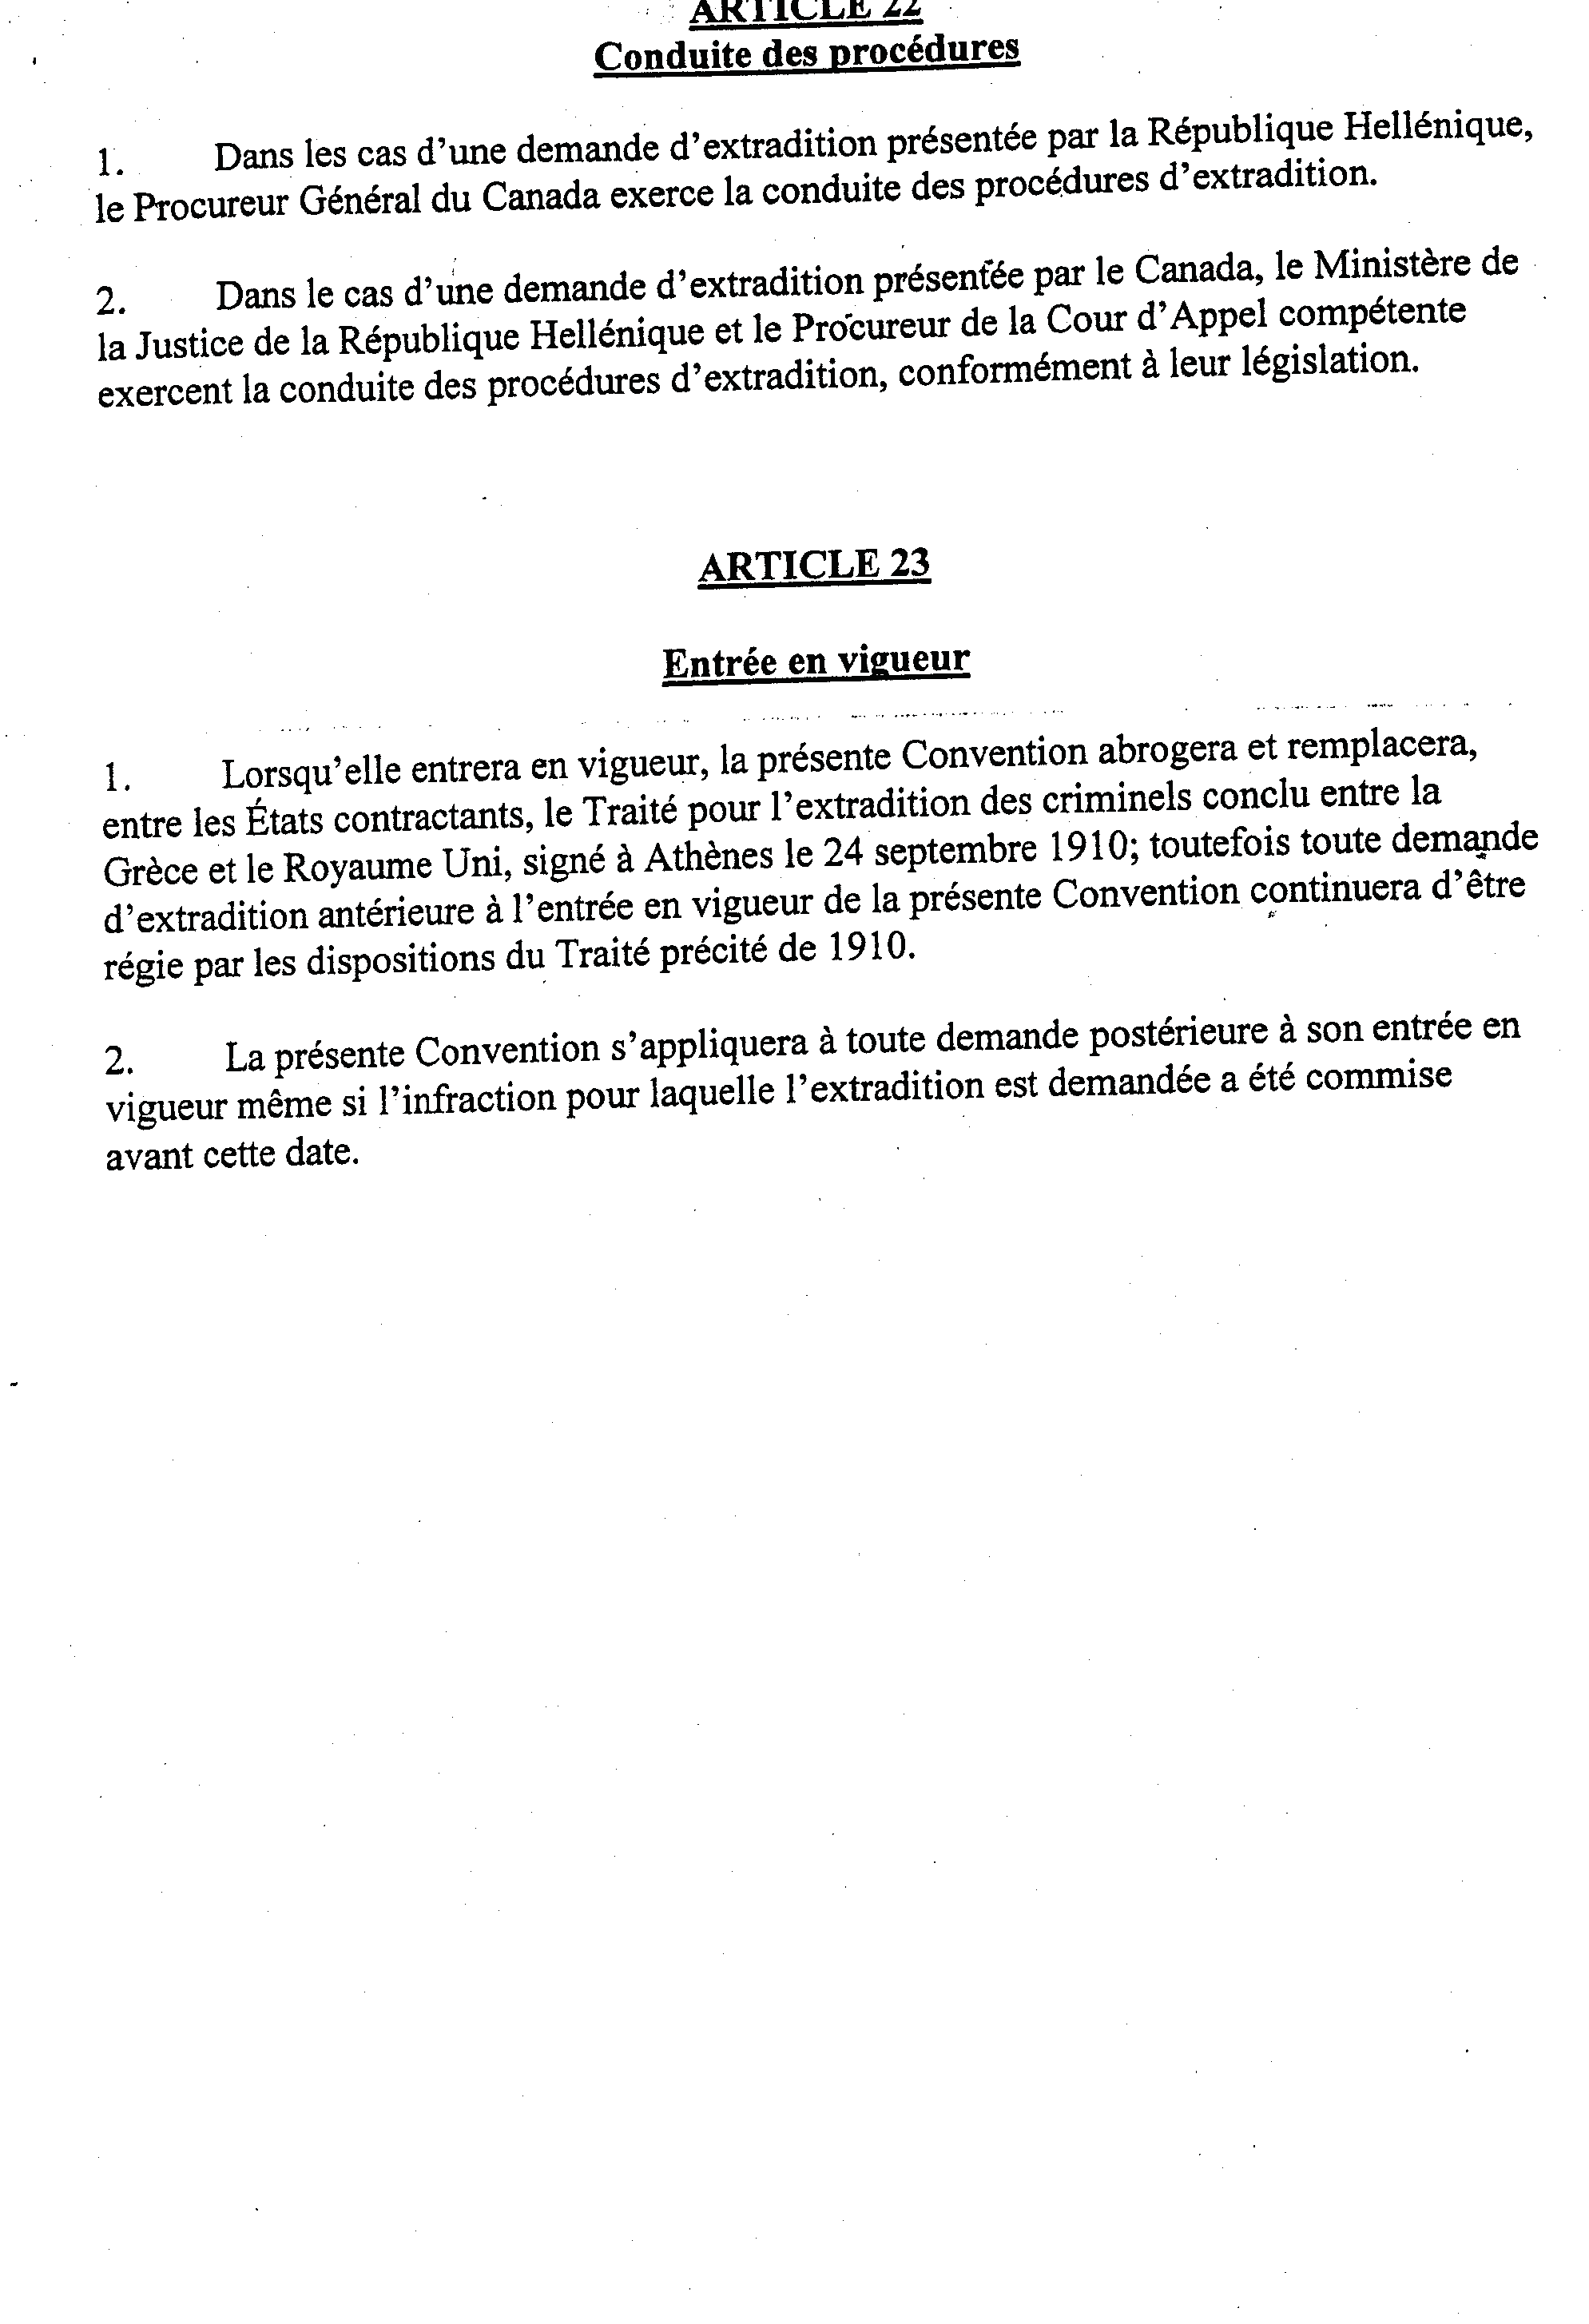 ARTICLE 22
Conduite des procédures
1. Dans les cas d'une demande d'extradition présentée par la République Hellénique,
le Procureur Général du Canada exerce la conduite des procédures d'extradition.
2. Dans le cas d'une demande d'extradition présentée par le Canada, le Ministère de
la Justice de la République Hellénique et le Procureur de la Cour d'Appel compétente
exercent la conduite des procédures d'extradition, conformément à leur législation.
ARTICLE 23
Entrée en vigueur
1. Lorsqu'elle entrera en vigueur, la présente Convention abrogera et remplacera,
entre les États contractants, le Traité pour l'extradition des criminels conclu entre la
Grèce et le Royaume Uni, signé à Athènes le 24 septembre 1910; toutefois toute demande
d'extradition antérieure à l'entrée en vigueur de la présente Convention continuera d'être
régie par les dispositions du Traité précité de 1910.
2. La présente Convention s'appliquera à toute demande postérieure à son entrée en
vigueur même si l'infraction pour laquelle l'extradition est demandée a été commise
avant cette date.